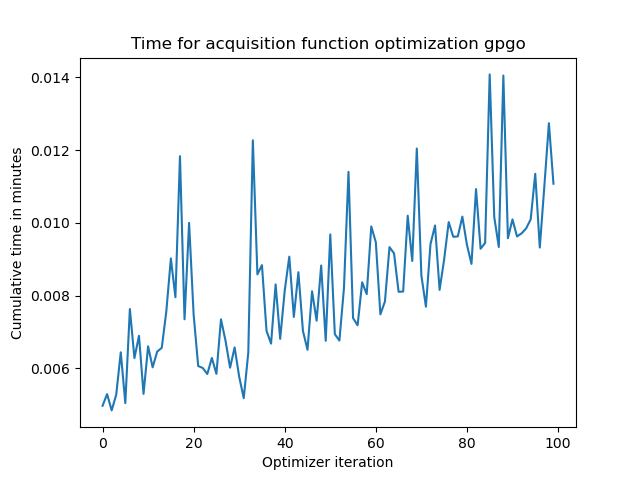 Time for acquisition function optimization gpgo
0.014
0.012
0.010
0.008
0.006
Cumulative time in minutes
0 20 40 60 80 100
Optimizer iteration